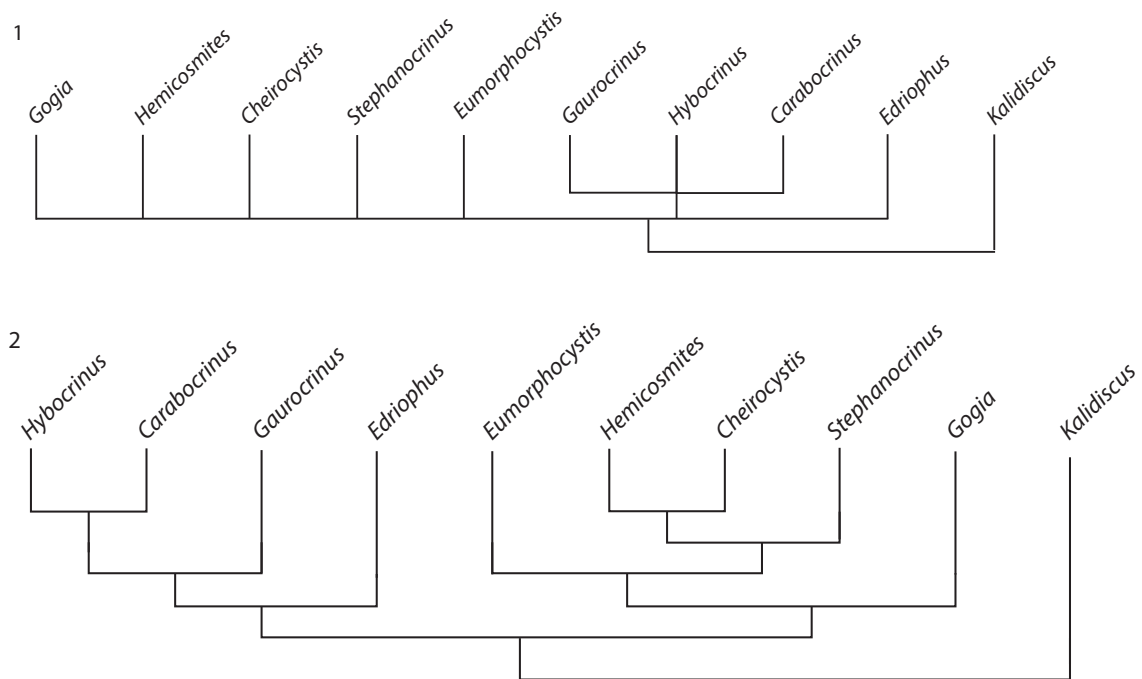 1
Gogia
Hemicosmites
Cheirocystis
Stephanocrinus
Eumorphocystis
Gaurocrinus
Hybocrinus
Carabocrinus
Edriophus
Kalidiscus
2
Hybocrinus
Carabocrinus
Gaurocrinus
Edriophus
Eumorphocystis
Hemicosmites
Cheirocystis
Stephanocrinus
Gogia
Kalidiscus